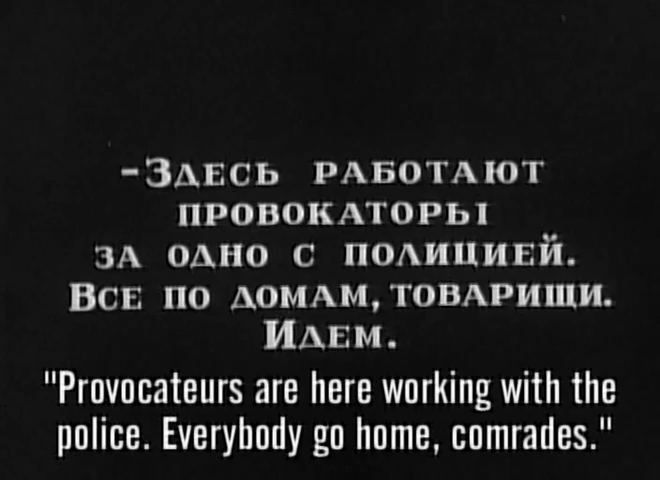 -Здесь работают
провокаторы
за одно с полицией.
Все по домам, товарищи.
Идем.
"Provocateurs are here working with the
police. Everybody go home, comrades."